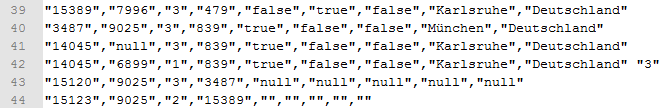 39 "15389","7996","3","479","false","true","false","Karlsruhe","Deutschland"
40 "3487","9025","3","839","true","false","false","München","Deutschland"
41 "14045","null","3","839","true","false","false","Karlsruhe","Deutschland"
42 "14045","6899","1","839","true","false","false","Karlsruhe","Deutschland" "3"
43 "15120","9025","3","3487","null","null","null","null","null"
44 "15123","9025","2","15389","","","","",""